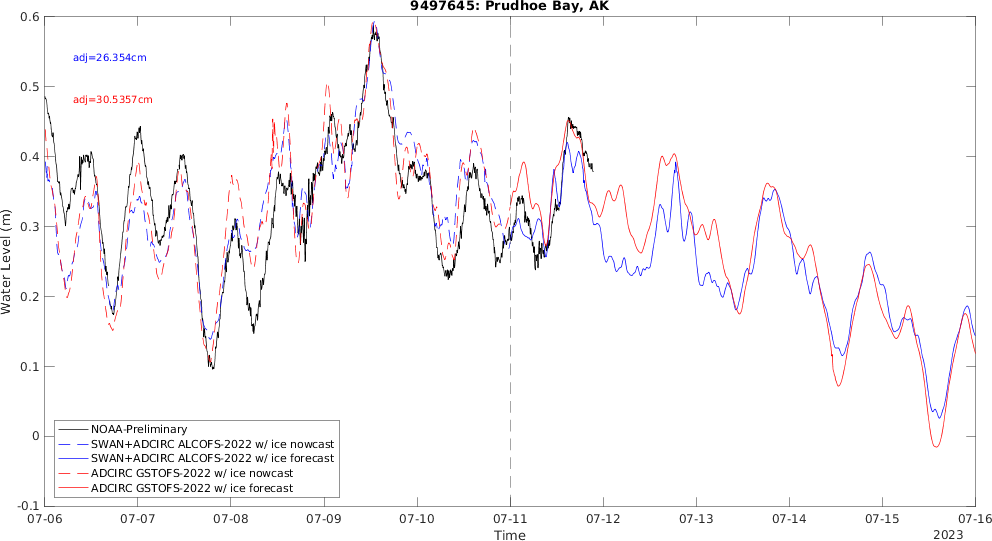 9497645: Prudhoe Bay, AK
0.6
0.5
0.4
0.3
0.2
0.1
0
-0.1
Water Level (m)
adj=26.354cm
adj=30.5357cm
NOAA-Preliminary
SWAN+ADCIRC ALCOFS-2022 w/ ice nowcast
SWAN+ADCIRC ALCOFS-2022 w/ ice forecast
ADCIRC GSTOFS-2022 w/ ice nowcast
ADCIRC GSTOFS-2022 w/ ice forecast
07-06 07-07 07-08 07-09 07-10 07-11 07-12 07-13 07-14 07-15 07-16
Time
2023